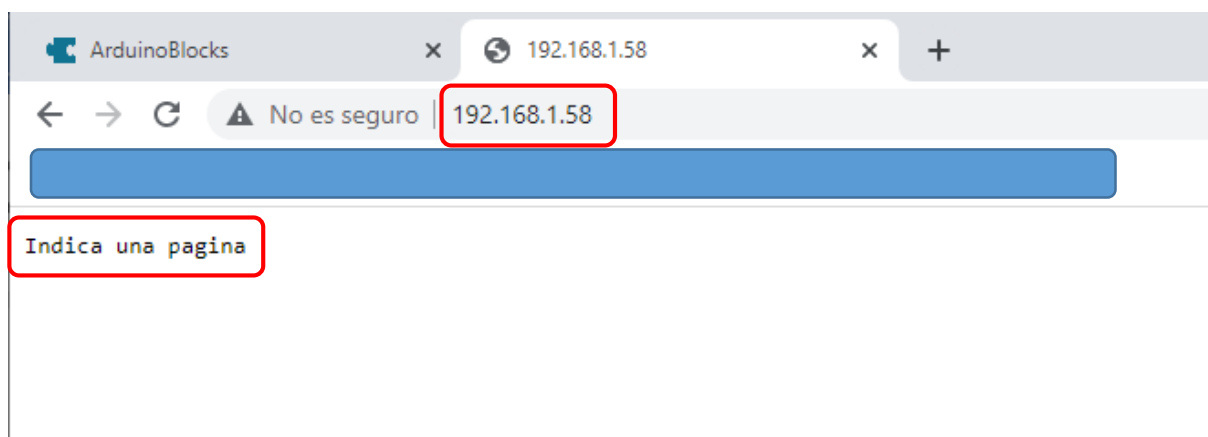 ArduinoBlocks
192.168.1.58
No es seguro
192.168.1.58
Indica una pagina